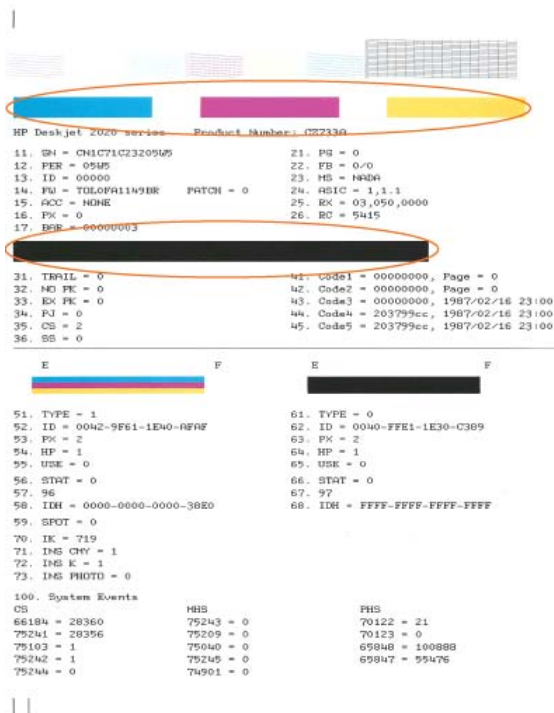 HP Deskjet 2020 series Product Number: CZ733A
11. SN = CN1C71C23205W5 21. PG = 0
12. PER = 05W5 22. FB = 0/0
13. ID = 00000 23. MS = NADA
14. FW = TOL0FA1149BR PATCH = 0 24. ASIC = 1,1.1
15. ACC = NONE 25. RX = 03,050,0000
16. PX = 0 26. RC = 5415
17. BAR = 00000003
31. TRAIL = 0 41. Code1 = 00000000, Page = 0
32. NO PK = 0 42. Code2 = 00000000, Page = 0
33. EX PK = 0 43. Code3 = 00000000, 1987/02/16 23:00
34. PJ = 0 44. Code4 = 203799cc, 1987/02/16 23:00
35. CS = 2 45. Code5 = 203799cc, 1987/02/16 23:00
36. SS = 0
E F E F
51. TYPE = 1 61. TYPE = 0
52. ID = 0042-9F61-1E40-AFAF 62. ID = 0040-FFE1-1E30-C389
53. PX = 2 63. PX = 2
54. HP = 1 64. HP = 1
55. USE = 0 65. USE = 0
56. STAT = 0 66. STAT = 0
57. 96 67. 97
58. IDH = 0000-0000-0000-38E0 68. IDH = FFFF-FFFF-FFFF-FFFF
59. SPOT = 0
70. IK = 719
71. INS CMY = 1
72. INS K = 1
73. INS PHOTO = 0
100. System Events
CS MHS PHS
66184 = 28360 75243 = 0 70122 = 21
75241 = 28356 75209 = 0 70123 = 0
75103 = 1 75040 = 0 65848 = 100888
75242 = 1 75245 = 0 65847 = 55476
75244 = 0 74901 = 0